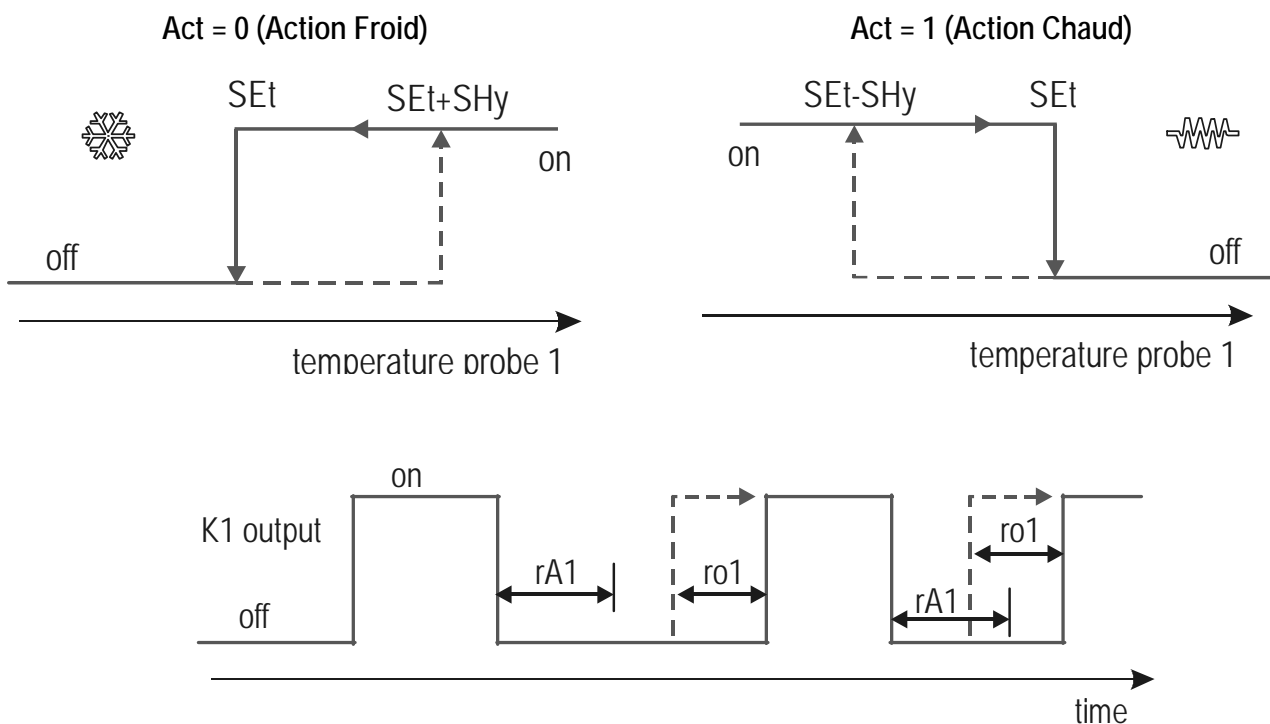 Act = 0 (Action Froid)
SEt
SEt+SHy
on
off
temperature probe 1
Act = 1 (Action Chaud)
SEt-SHy
SEt
on
off
temperature probe 1
on
K1 output
off
rA1
ro1
rA1
ro1
time